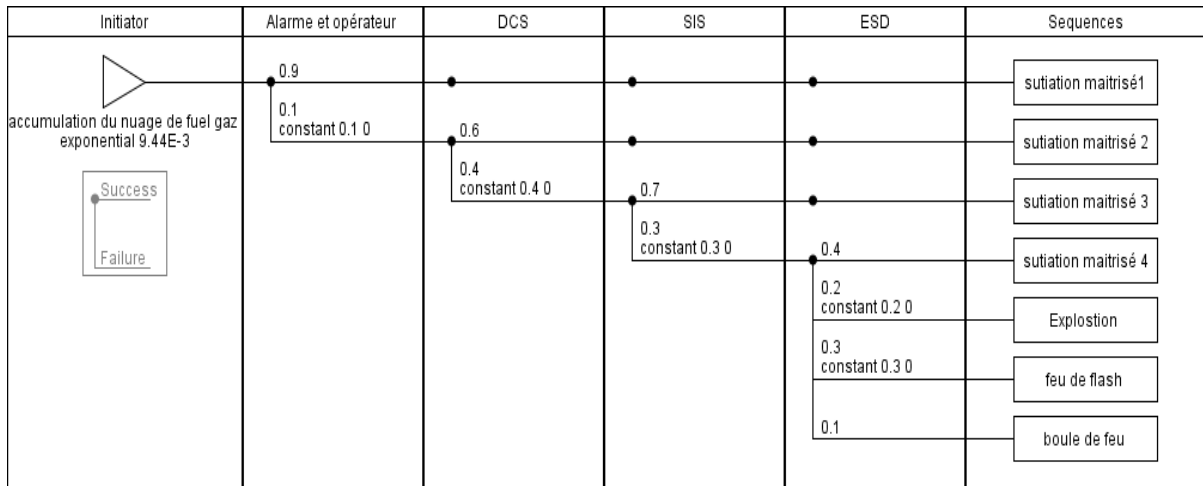 Initiator
Alarme et opérateur
DCS
SIS
ESD
Sequences
0.9
sutiation maitrisé1
accumulation du nuage de fuel gaz
exponential 9.44E-3
0.1
constant 0.1 0
0.6
sutiation maitrisé 2
Success
Failure
0.4
constant 0.4 0
0.7
sutiation maitrisé 3
0.3
constant 0.3 0
0.4
sutiation maitrisé 4
0.2
constant 0.2 0
Explostion
0.3
constant 0.3 0
feu de flash
0.1
boule de feu